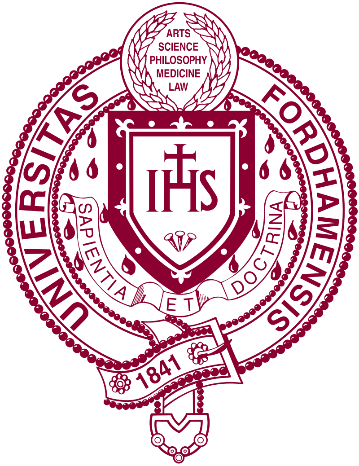 ARTS
SCIENCE
PHILOSOPHY
MEDICINE
LAW
UNIVERSITAS
FORDHAMENSIS
IHS
SAPIENTIA
ET
DOCTRINA
1841